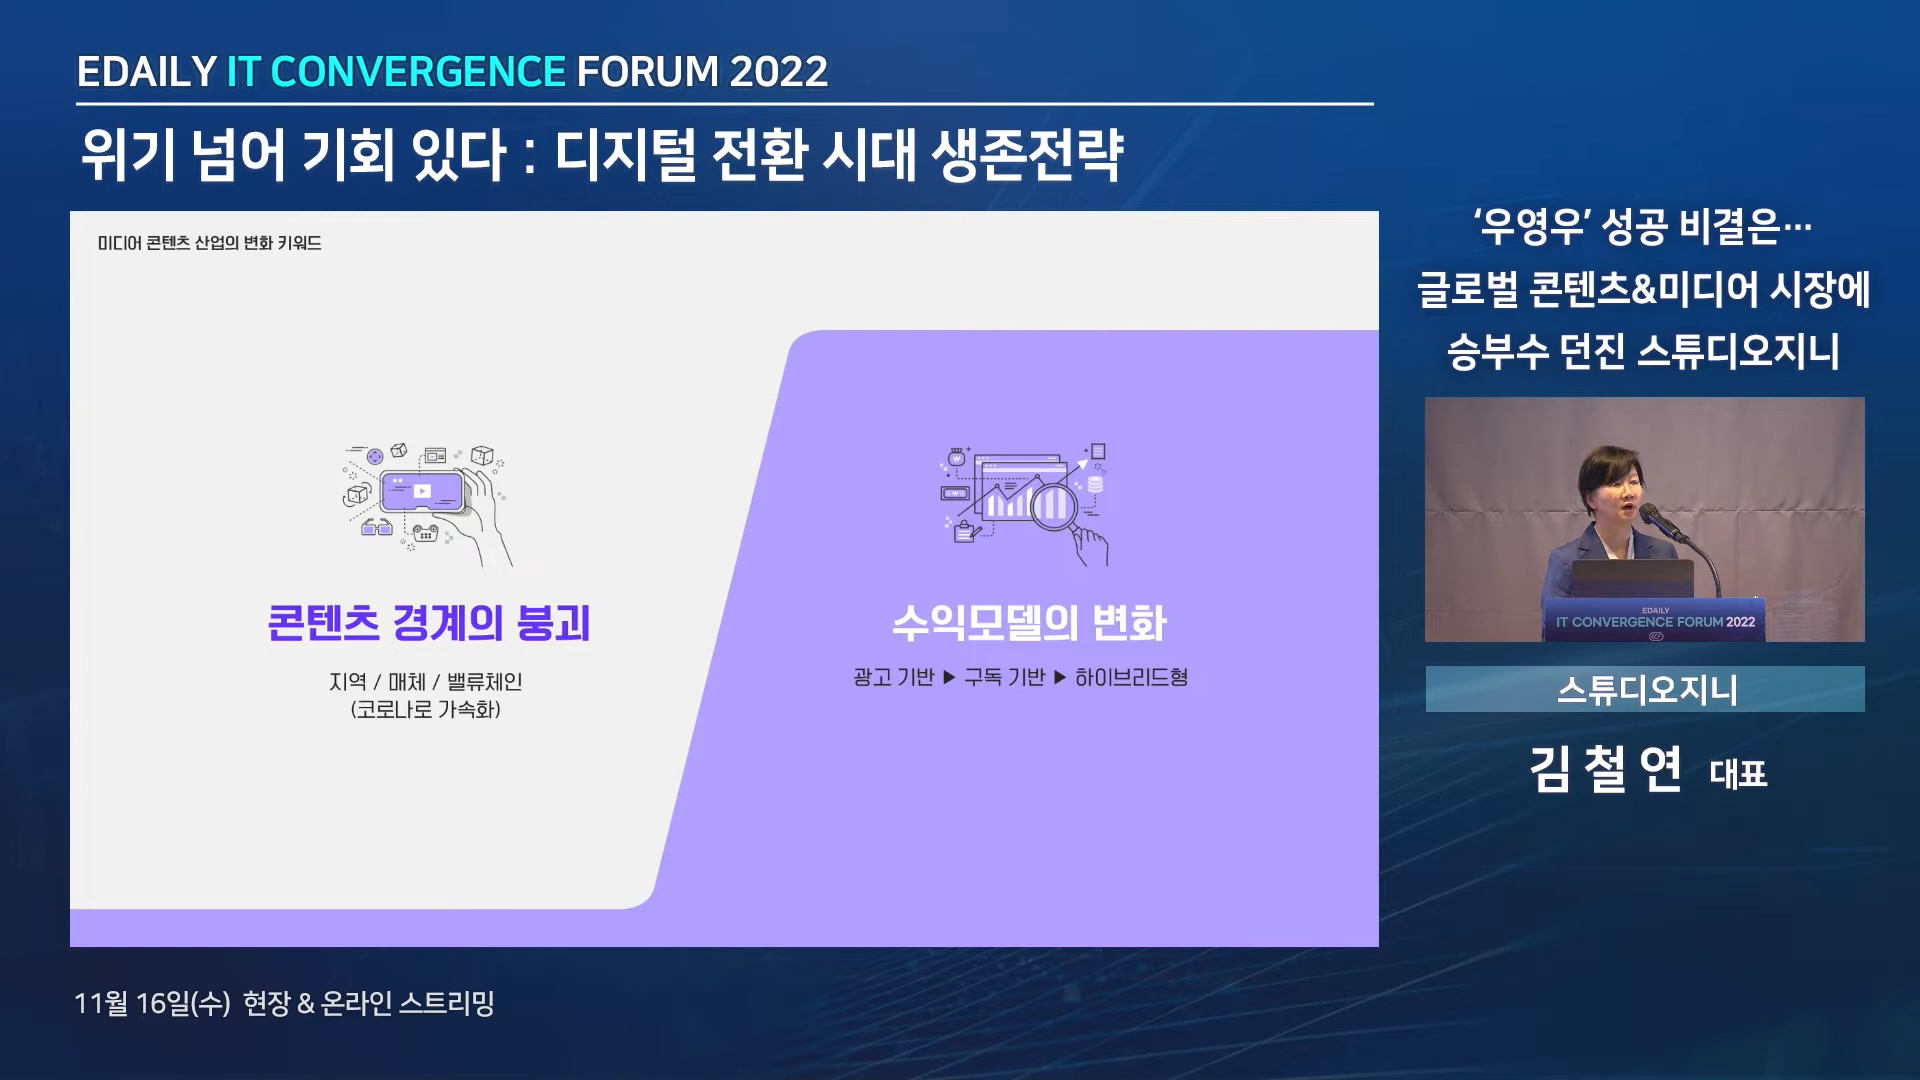 EDAILY IT CONVERGENCE FORUM 2022
위기 넘어 기회 있다 : 디지털 전환 시대 생존전략
미디어 콘텐츠 산업의 변화 키워드
콘텐츠 경계의 붕괴
지역 / 매체 / 밸류체인
(코로나로 가속화)
수익모델의 변화
광고 기반 ▶ 구독 기반 ▶ 하이브리드형
‘우영우’ 성공 비결은…
글로벌 콘텐츠&미디어 시장에
승부수 던진 스튜디오지니
EDAILY
IT CONVERGENCE FORUM 2022
스튜디오지니
김철연 대표
11월 16일(수) 현장 & 온라인 스트리밍